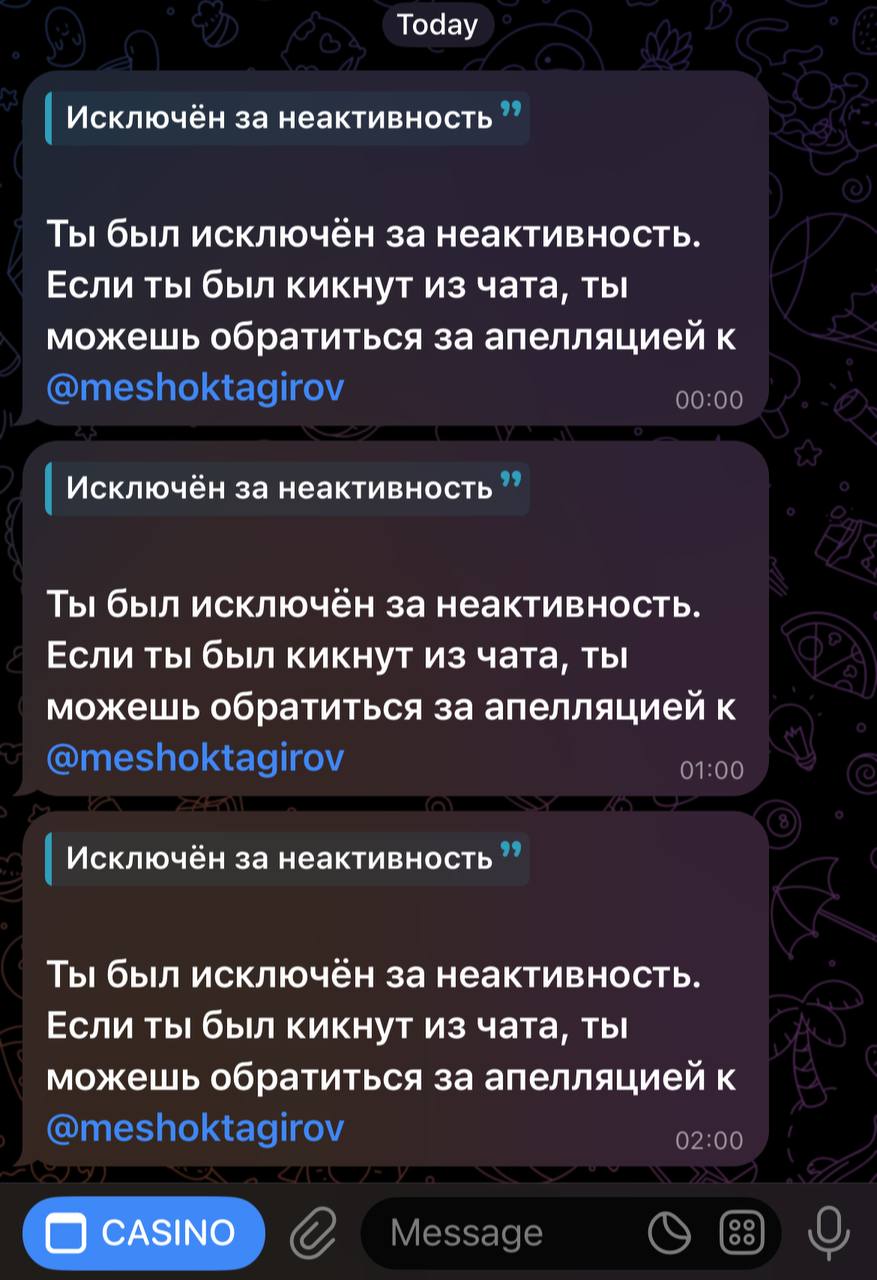 Today
Исключён за неактивность
Ты был исключён за неактивность.
Если ты был кикнут из чата, ты
можешь обратиться за апелляцией к
@meshoktagirov
00:00
Исключён за неактивность
Ты был исключён за неактивность.
Если ты был кикнут из чата, ты
можешь обратиться за апелляцией к
@meshoktagirov
01:00
Исключён за неактивность
Ты был исключён за неактивность.
Если ты был кикнут из чата, ты
можешь обратиться за апелляцией к
@meshoktagirov
02:00
CASINO
Message